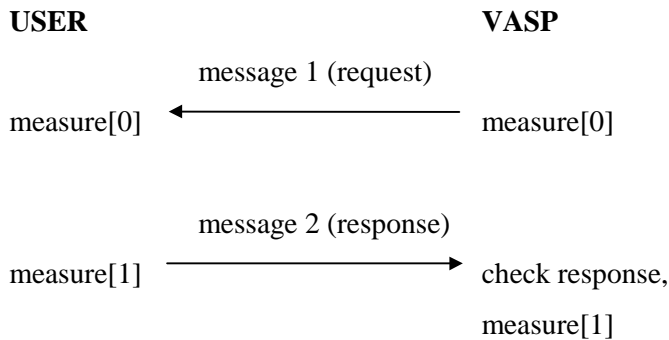 USER VASP
message 1 (request)
measure[0] measure[0]
message 2 (response)
measure[1] check response,
measure[1]